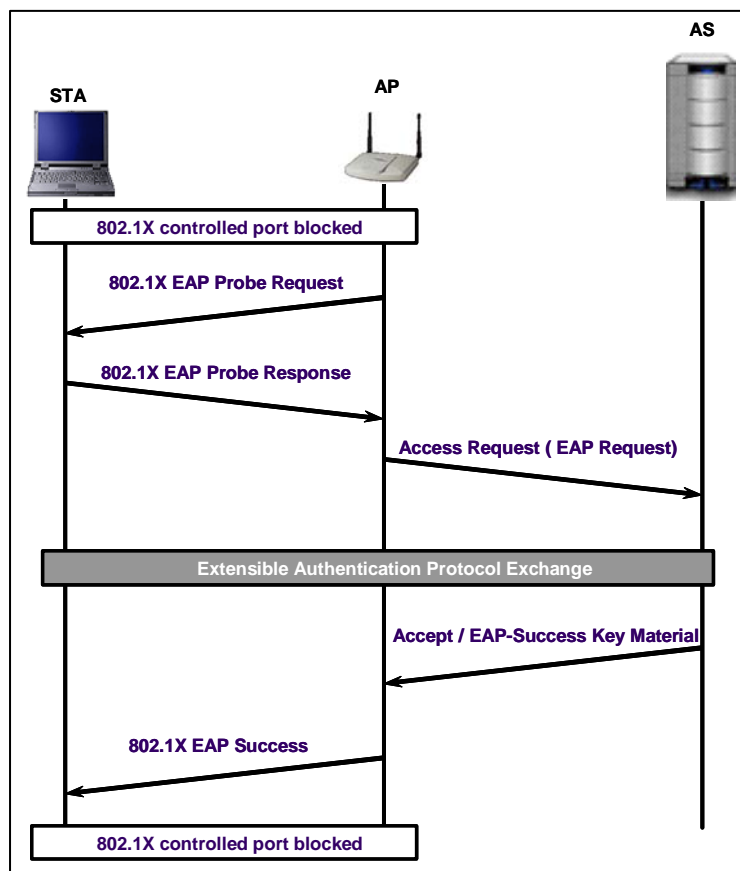 AS
AP
STA
802.1X controlled port blocked
802.1X EAP Probe Request
802.1X EAP Probe Response
Access Request ( EAP Request)
Extensible Authentication Protocol Exchange
Accept / EAP-Success Key Material
802.1X EAP Success
802.1X controlled port blocked